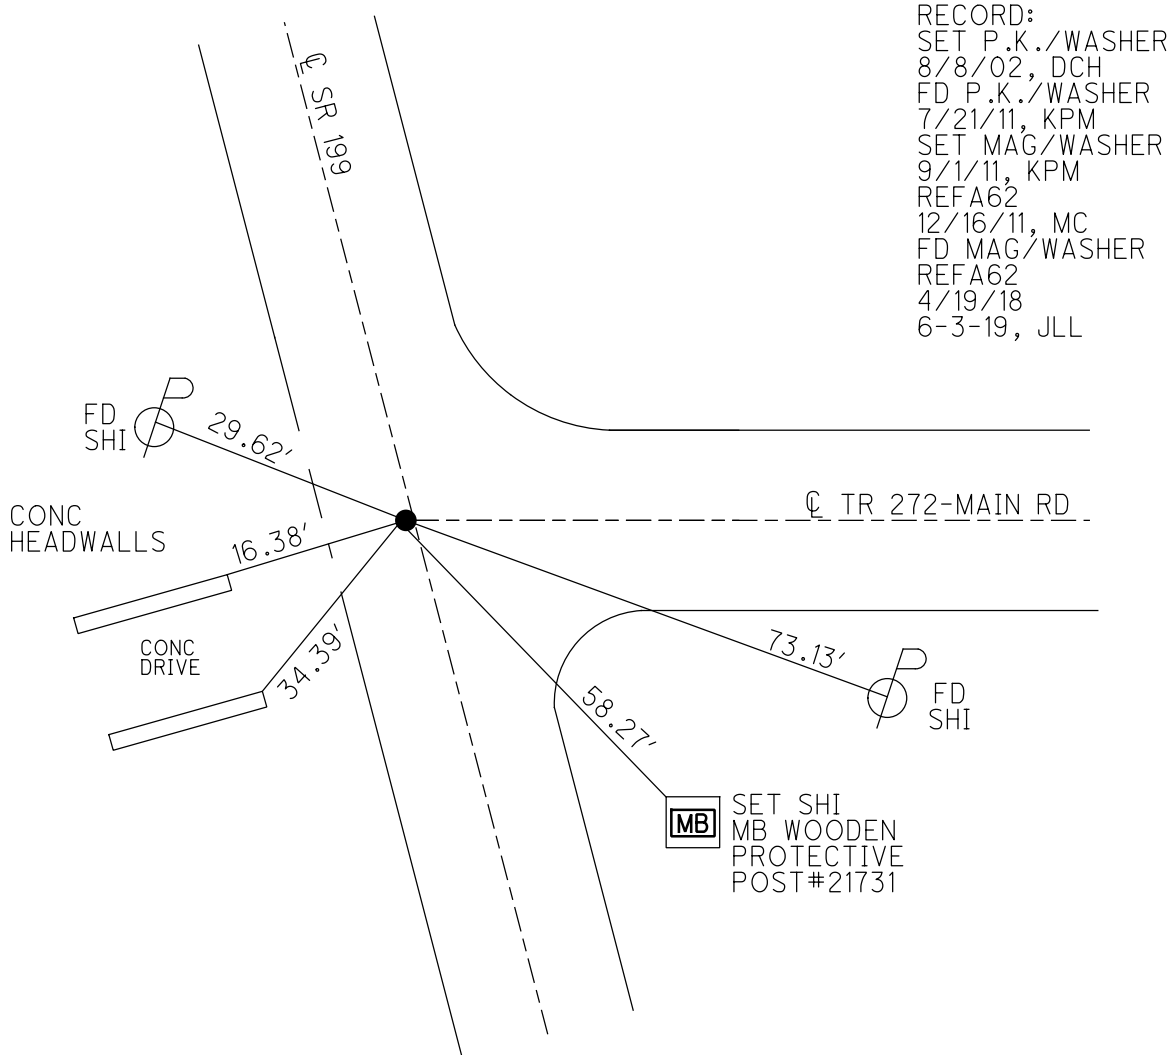 RECORD:
SET P.K./WASHER
8/8/02, DCH
FD P.K./WASHER
7/21/11, KPM
SET MAG/WASHER
9/1/11, KPM
REFA62
12/16/11, MC
FD MAG/WASHER
REFA62
4/19/18
6-3-19, JLL
℄ SR 199
FD
SHI
29.62'
CONC
HEADWALLS
16.38'
℄ TR 272-MAIN RD
CONC
DRIVE
34.39'
73.13'
FD
SHI
58.27'
MB
SET SHI
MB WOODEN
PROTECTIVE
POST#21731